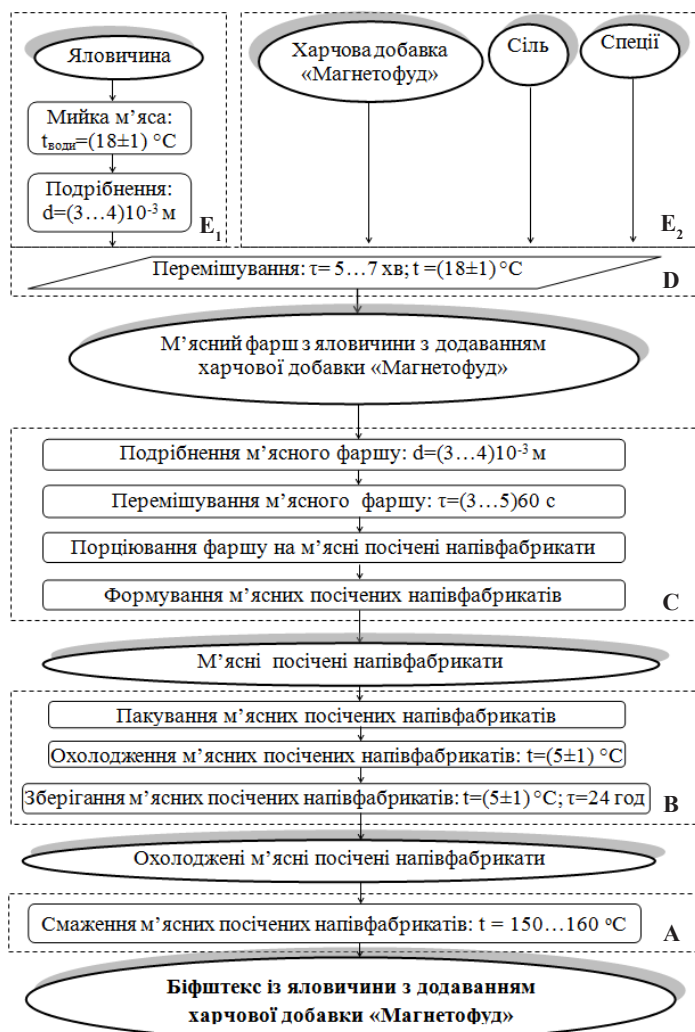 Яловичина
Мийка м’яса:
tводи=(18±1) °С
Подрібнення:
d=(3…4)10⁻³ м
E₁
Харчова добавка
«Магнетофуд»
Сіль
Спеції
E₂
Перемішування: τ= 5…7 хв; t =(18±1) °С
D
М’ясний фарш з яловичини з додаванням
харчової добавки «Магнетофуд»
Подрібнення м’ясного фаршу: d=(3…4)10⁻³ м
Перемішування м’ясного фаршу: τ=(3…5)60 с
Порціювання фаршу на м’ясні посічені напівфабрикати
Формування м’ясних посічених напівфабрикатів
C
М’ясні посічені напівфабрикати
Пакування м’ясних посічених напівфабрикатів
Охолодження м’ясних посічених напівфабрикатів: t=(5±1) °С
Зберігання м’ясних посічених напівфабрикатів: t=(5±1) °С; τ=24 год
B
Охолоджені м’ясні посічені напівфабрикати
Смаження м’ясних посічених напівфабрикатів: t = 150…160 °С
A
Біфштекс із яловичини з додаванням
харчової добавки «Магнетофуд»